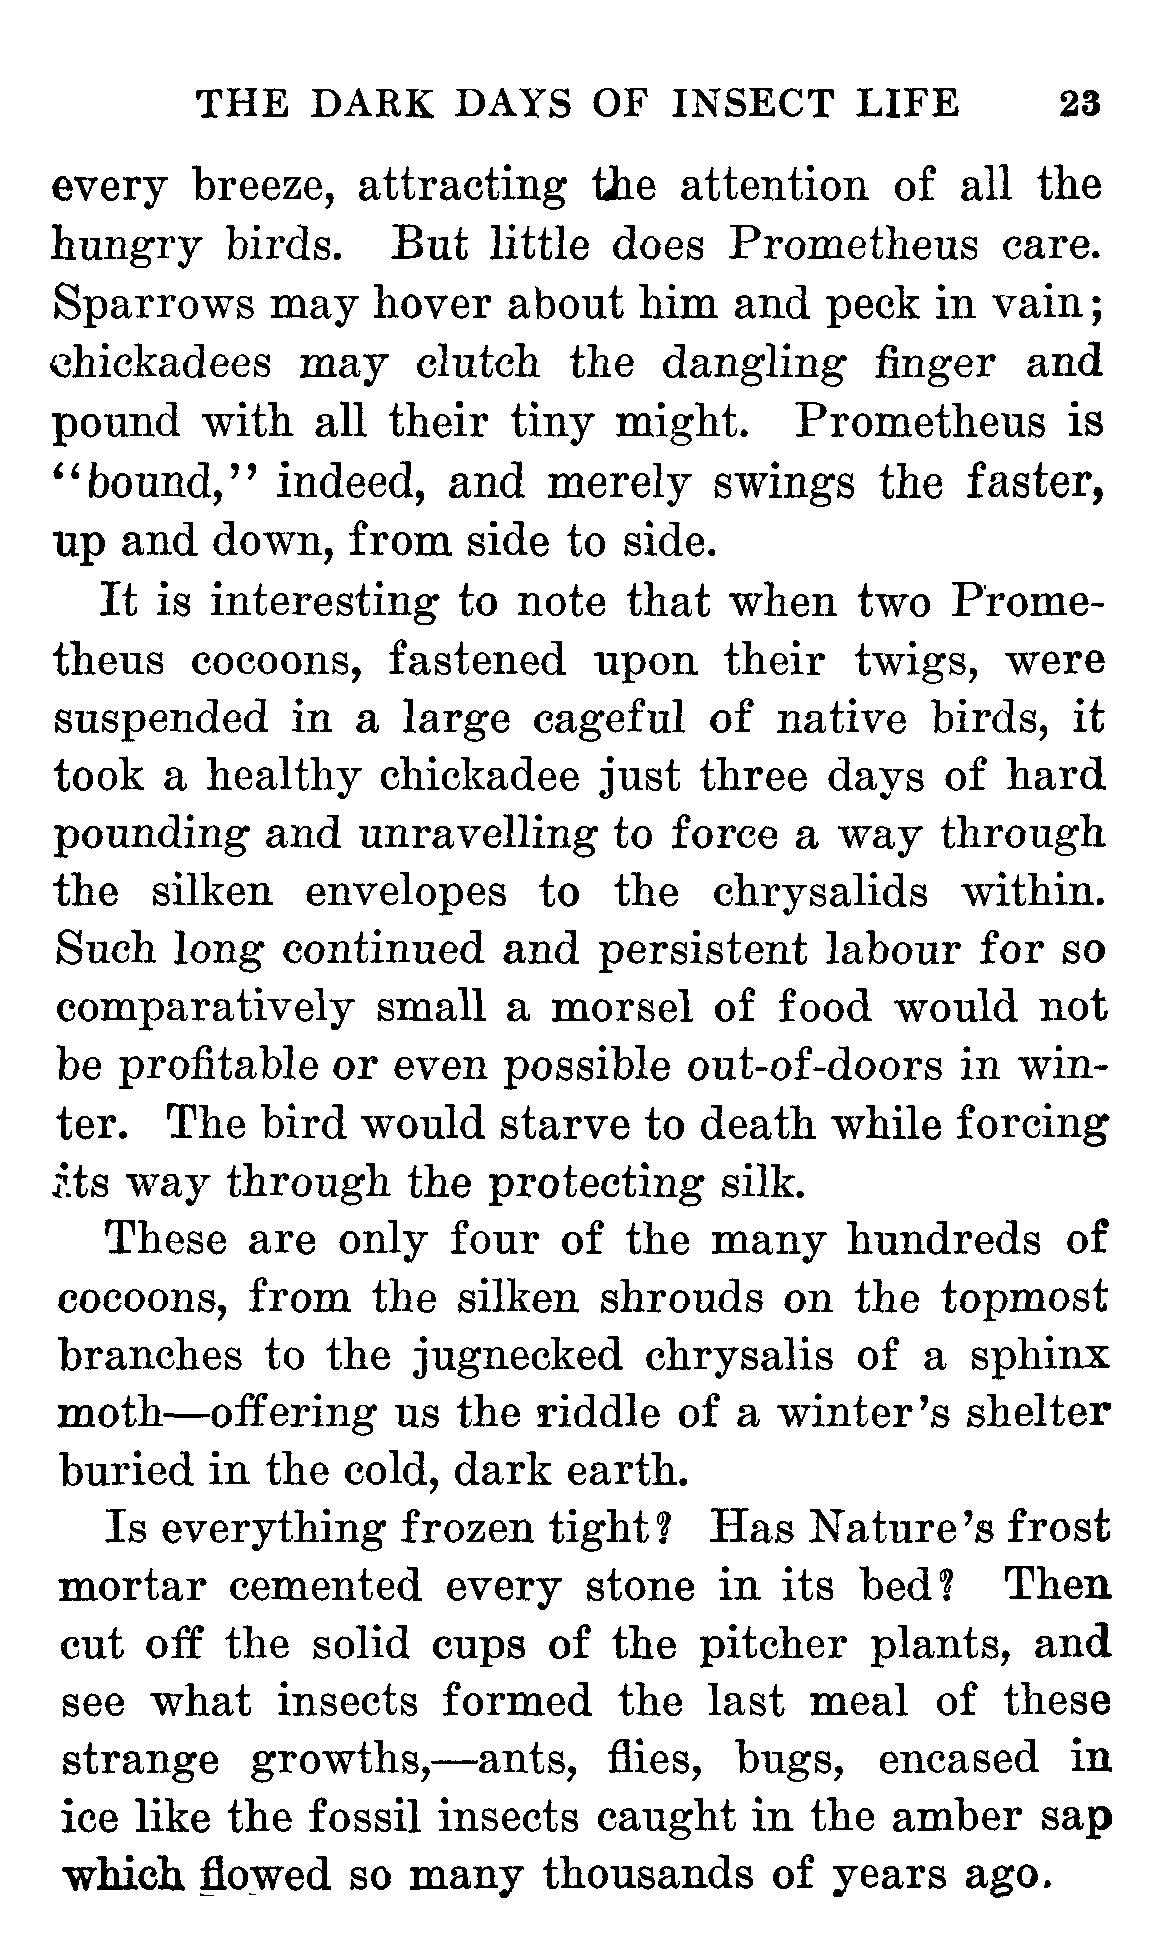 THE DARK DAYS OF INSECT LIFE 23
every breeze, attracting the attention of all the
hungry birds. But little does Prometheus care.
Sparrows may hover about him and peck in vain;
chickadees may clutch the dangling finger and
pound with all their tiny might. Prometheus is
“bound,” indeed, and merely swings the faster,
up and down, from side to side.
It is interesting to note that when two Prome-
theus cocoons, fastened upon their twigs, were
suspended in a large cageful of native birds, it
took a healthy chickadee just three days of hard
pounding and unravelling to force a way through
the silken envelopes to the chrysalids within.
Such long continued and persistent labour for so
comparatively small a morsel of food would not
be profitable or even possible out-of-doors in win-
ter. The bird would starve to death while forcing
its way through the protecting silk.
These are only four of the many hundreds of
cocoons, from the silken shrouds on the topmost
branches to the jugnecked chrysalis of a sphinx
moth—offering us the riddle of a winter's shelter
buried in the cold, dark earth.
Is everything frozen tight? Has Nature's frost
mortar cemented every stone in its bed? Then
cut off the solid cups of the pitcher plants, and
see what insects formed the last meal of these
strange growths,—ants, flies, bugs, encased in
ice like the fossil insects caught in the amber sap
which flowed so many thousands of years ago.